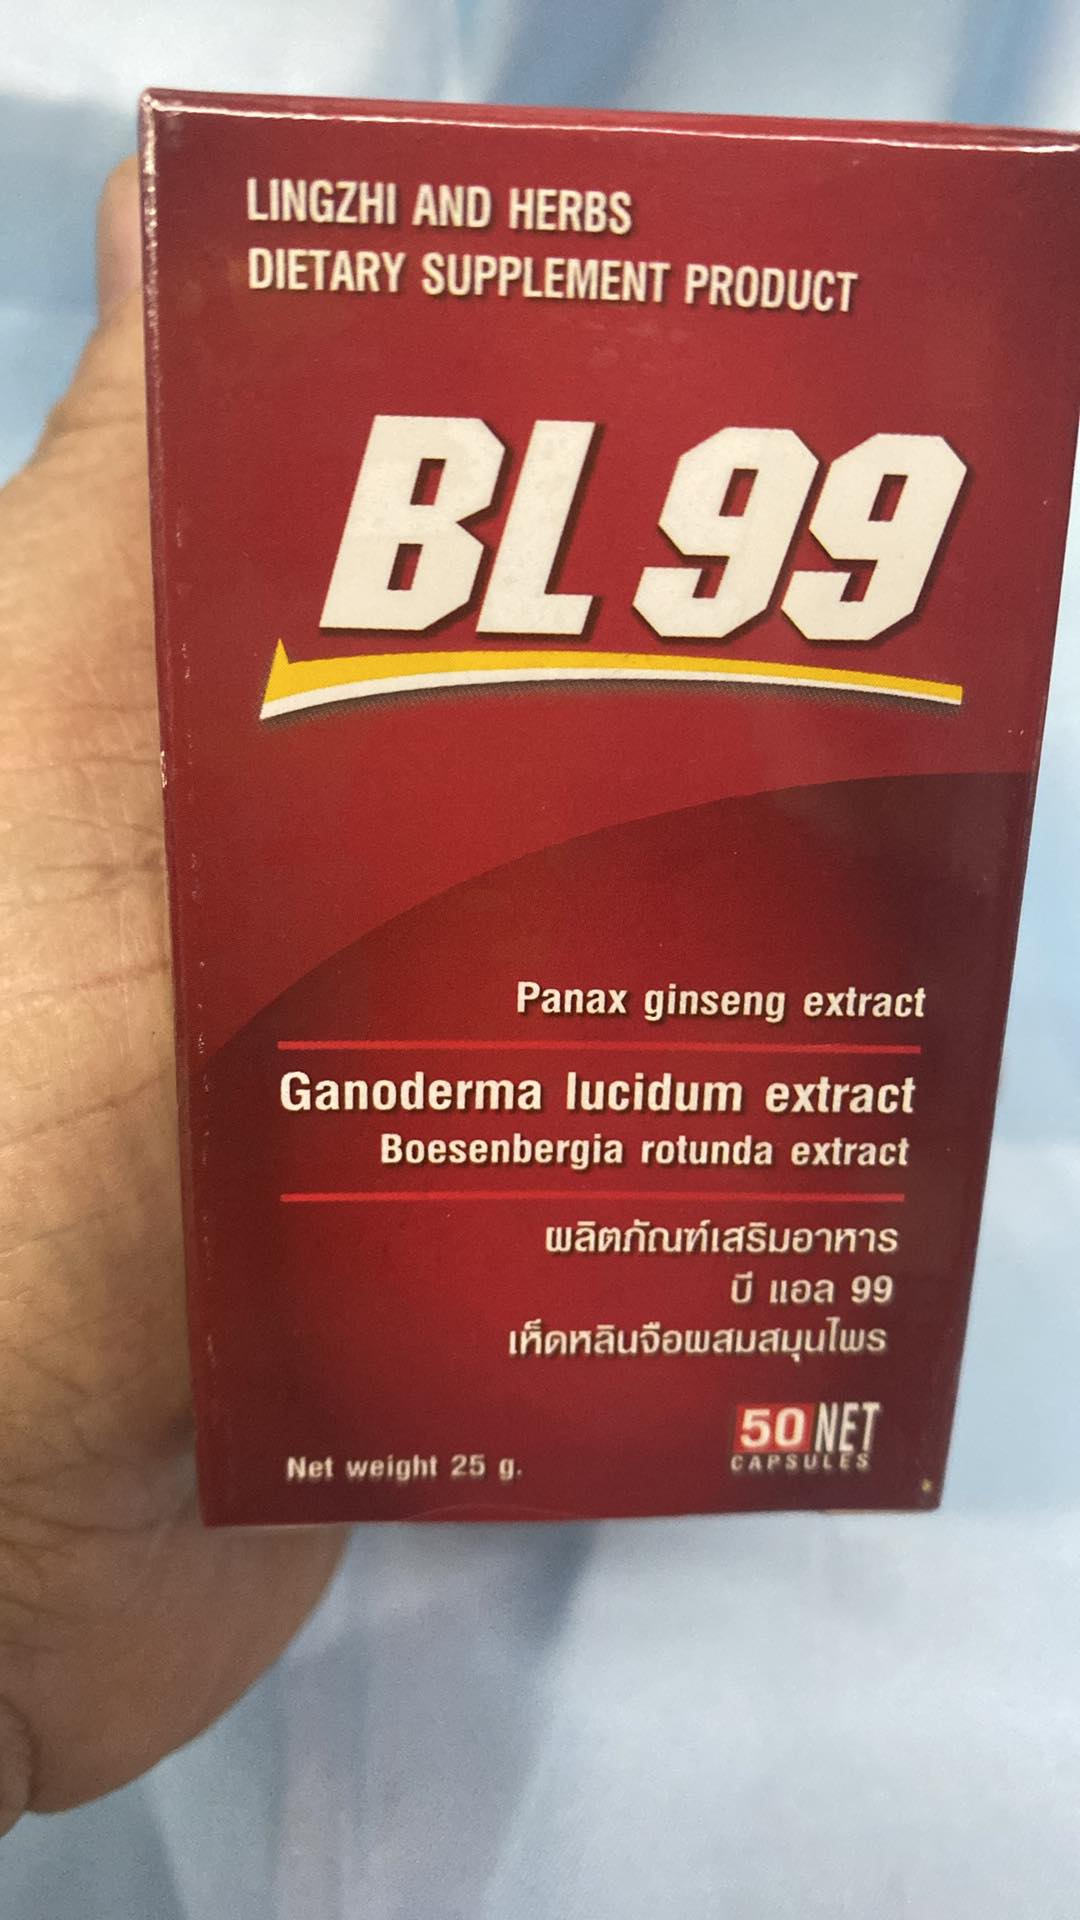 LINGZHI AND HERBS
DIETARY SUPPLEMENT PRODUCT
BL 99
Panax ginseng extract
Ganoderma lucidum extract
Boesenbergia rotunda extract
ผลิตภัณฑ์เสริมอาหาร
บี แอล 99
เห็ดหลินจือผสมสมุนไพร
50 NET
CAPSULES
Net weight 25 g.